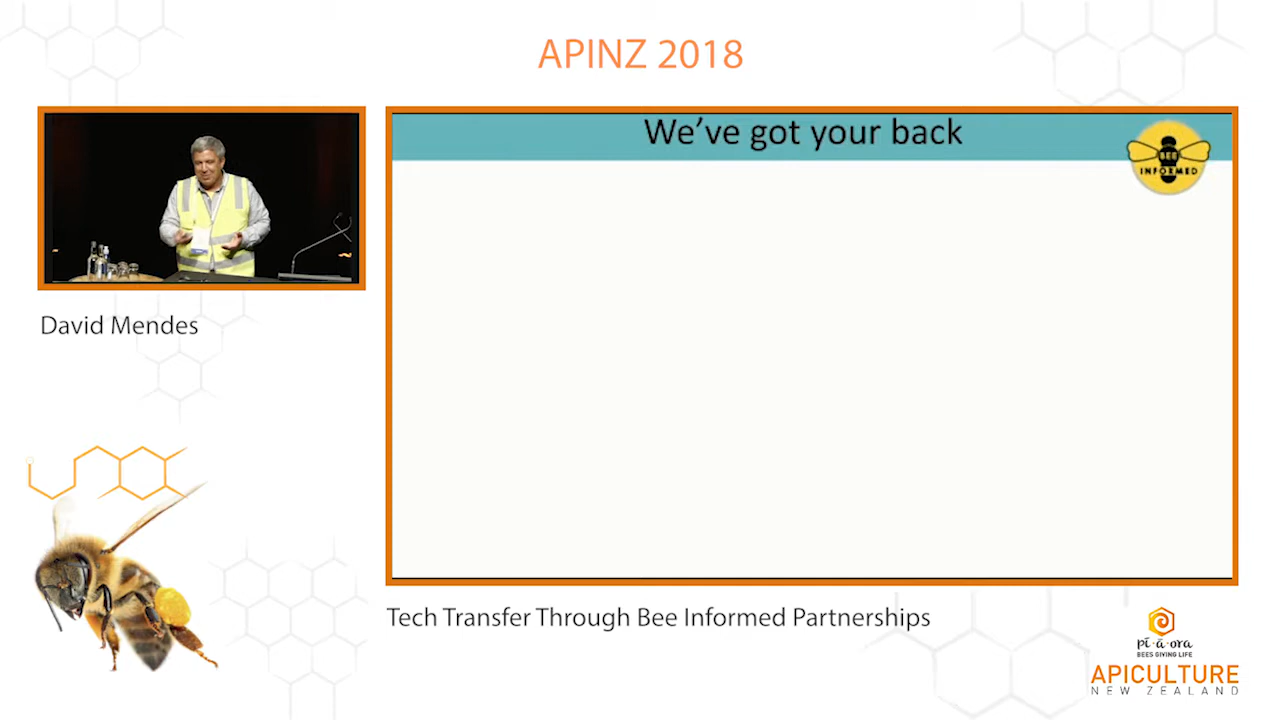 APINZ 2018
We've got your back
BEE
INFORMED
David Mendes
Tech Transfer Through Bee Informed Partnerships
pī-ā-ora
BEES GIVING LIFE
APICULTURE
NEW ZEALAND